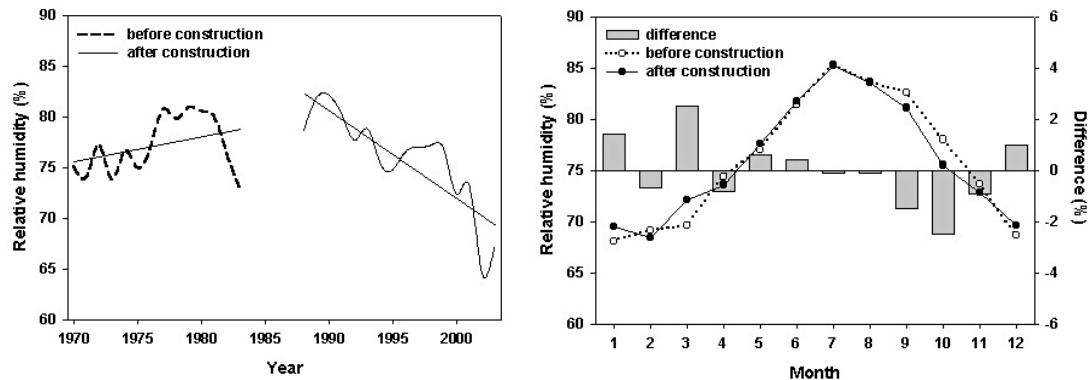 90
85
80
75
70
65
60
Relative humidity (%)
before construction
after construction
1970
1975
1980
1985
1990
1995
2000
Year
90
85
80
75
70
65
60
Relative humidity (%)
difference
before construction
after construction
6
4
2
0
-2
-4
-6
Difference (%)
1 2 3 4 5 6 7 8 9 10 11 12
Month